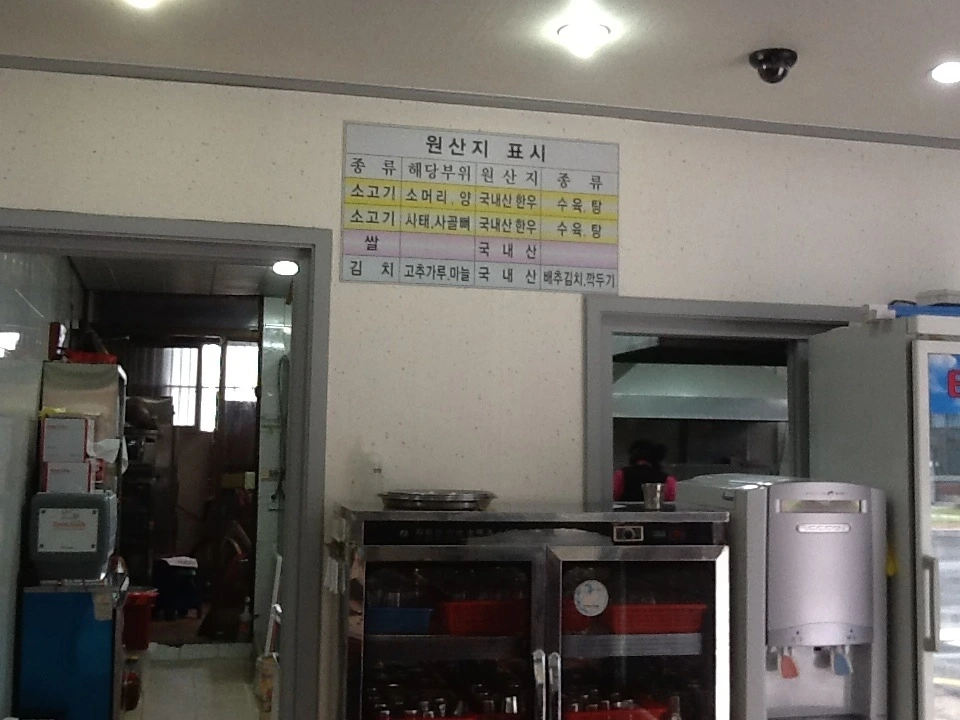 원산지 표시
종 류 해당부위 원 산 지 종 류
소고기 소머리, 양 국내산한우 수육, 탕
소고기 사태,사골뼈 국내산한우 수육, 탕
쌀 국 내 산
김 치 고추가루,마늘 국 내 산 배추김치,깍두기